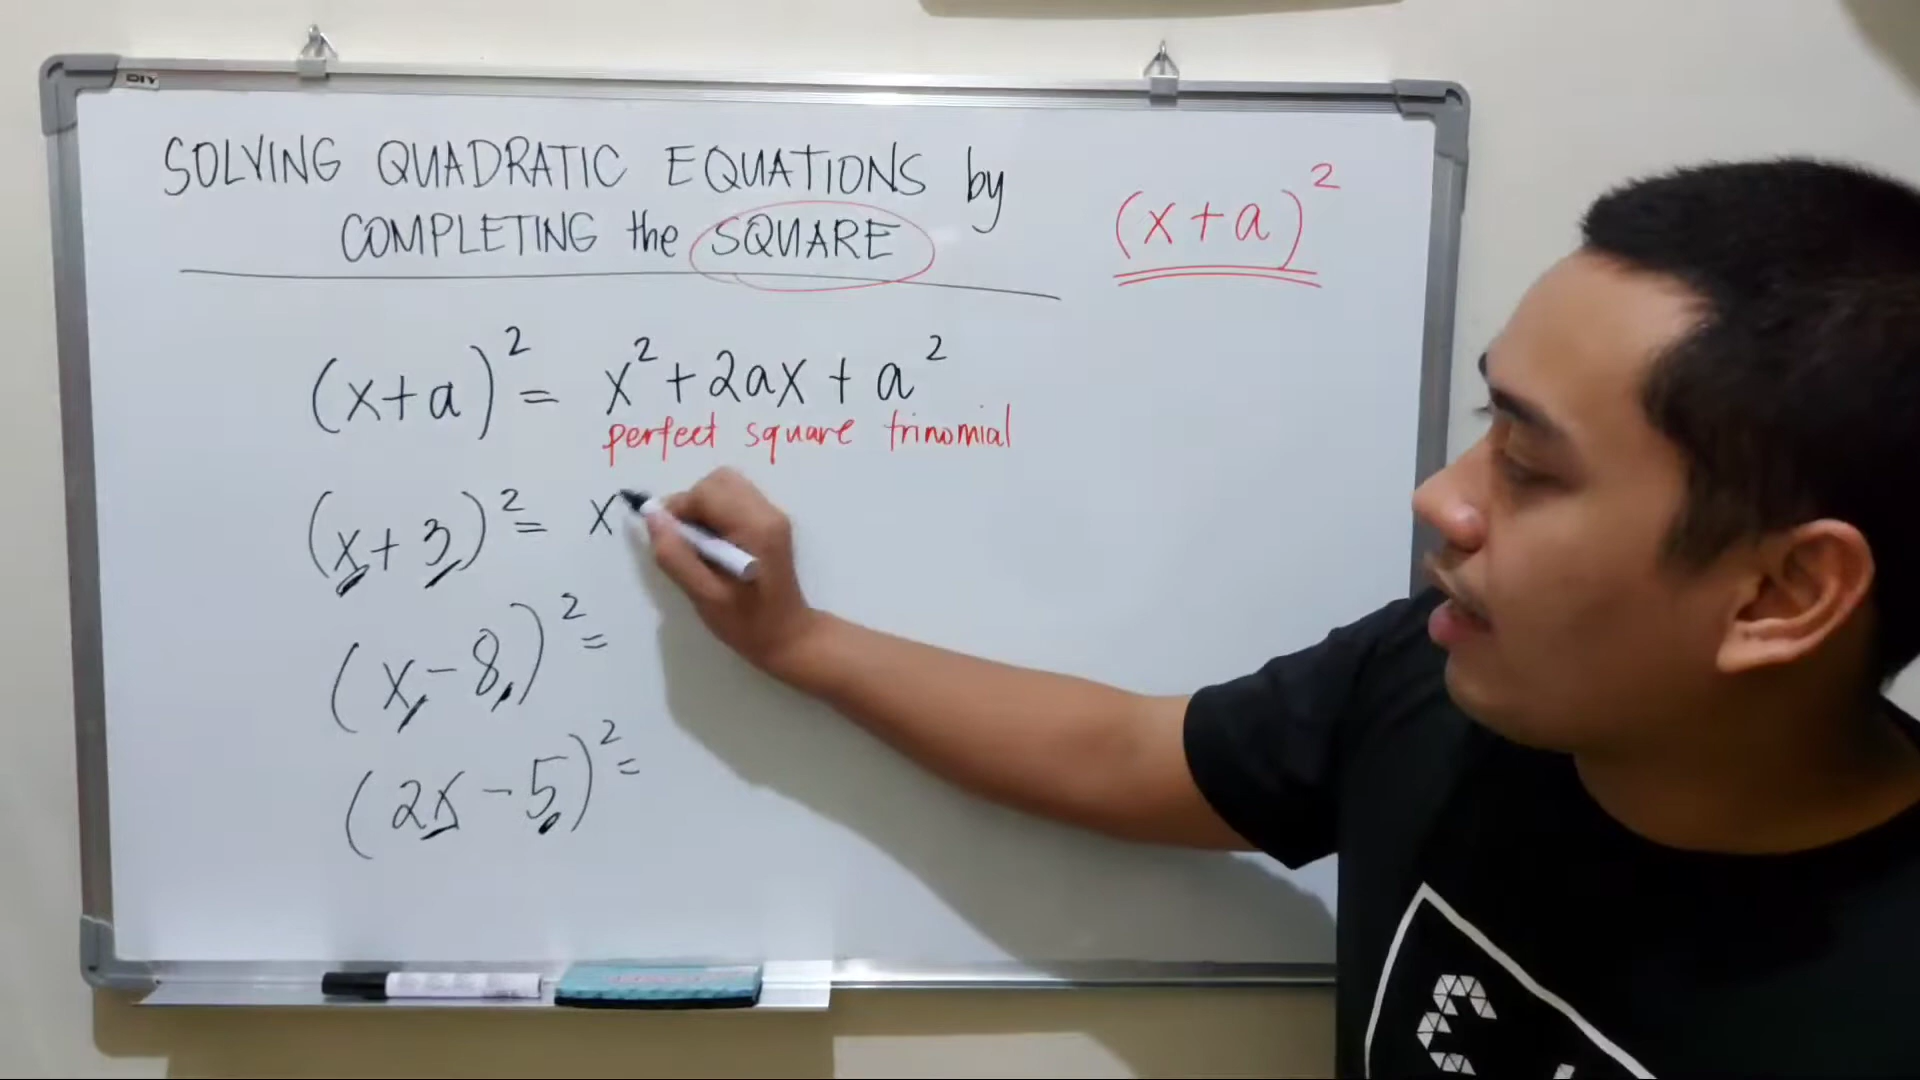 DIY
SOLVING QUADRATIC EQUATIONS by
COMPLETING the SQUARE
(x+a)²
(x+a)² = x²+2ax+a²
perfect square trinomial
(x+3)² = x
(x-8)² =
(2x-5)² =